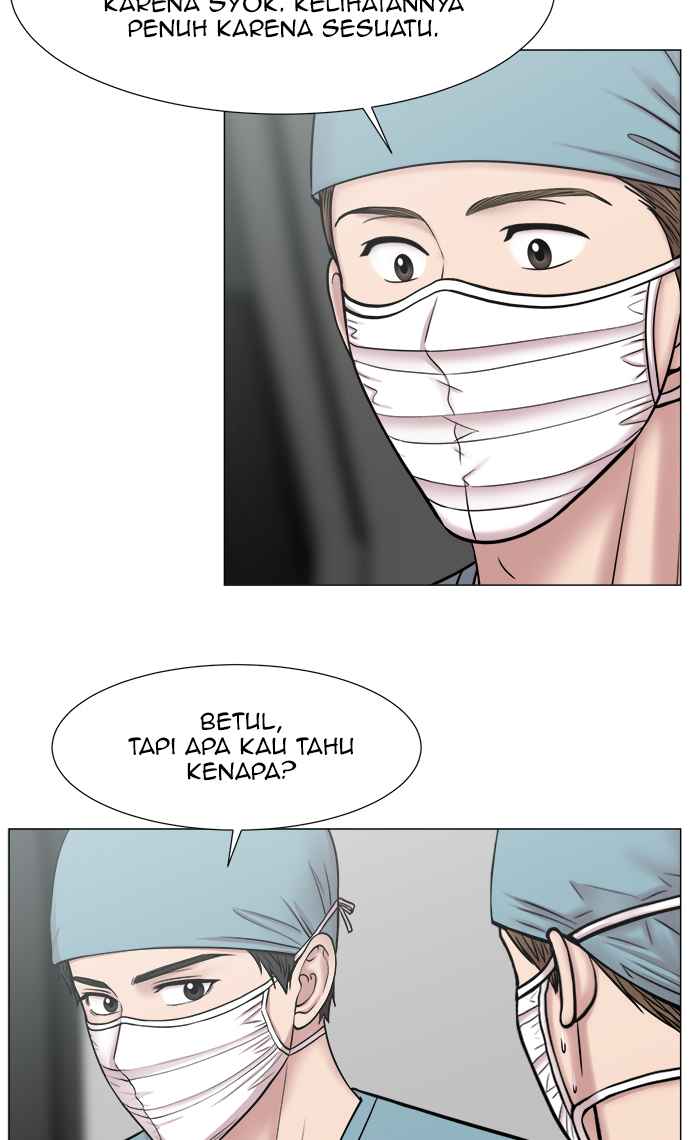 KARENA SYOK. KELIHATANNYA
PENUH KARENA SESUATU.
BETUL,
TAPI APA KAU TAHU
KENAPA?